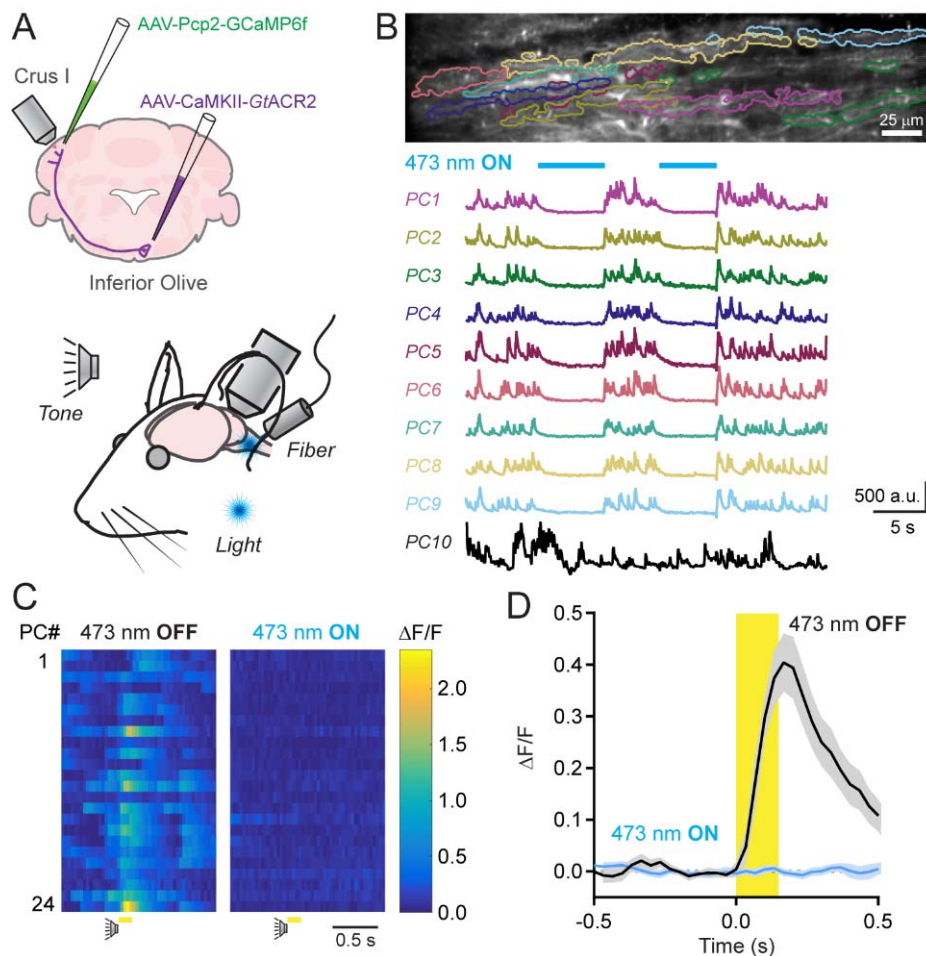 A
AAV-Pcp2-GCaMP6f
Crus I
AAV-CaMKII-GtACR2
Inferior Olive
Tone
Fiber
Light
B
25 µm
473 nm ON
PC1
PC2
PC3
PC4
PC5
PC6
PC7
PC8
PC9
PC10
500 a.u.
5 s
C
PC#
473 nm OFF
473 nm ON
ΔF/F
1
24
2.0
1.5
1.0
0.5
0.0
0.5 s
D
473 nm OFF
473 nm ON
ΔF/F
0.5
0.4
0.3
0.2
0.1
0.0
-0.5
0.0
0.5
Time (s)